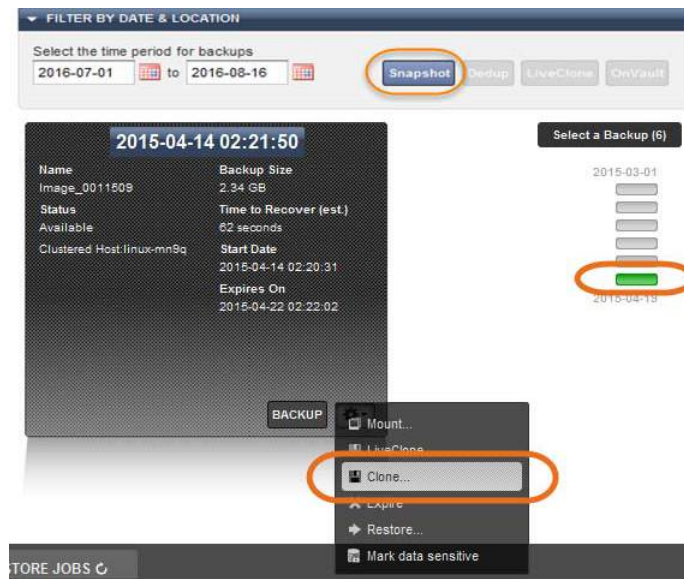 FILTER BY DATE & LOCATION
Select the time period for backups
2016-07-01 to 2016-08-16
Snapshot Dedup LiveClone OnVault
2015-04-14 02:21:50
Select a Backup (6)
Name
Image_0011509
Status
Available
Clustered Host:linux-mn9q
Backup Size
2.34 GB
Time to Recover (est.)
62 seconds
Start Date
2015-04-14 02:20:31
Expires On
2015-04-22 02:22:02
2015-03-01
2015-04-19
BACKUP
Mount...
LiveClone
Clone...
Expire
Restore...
Mark data sensitive
STORE JOBS